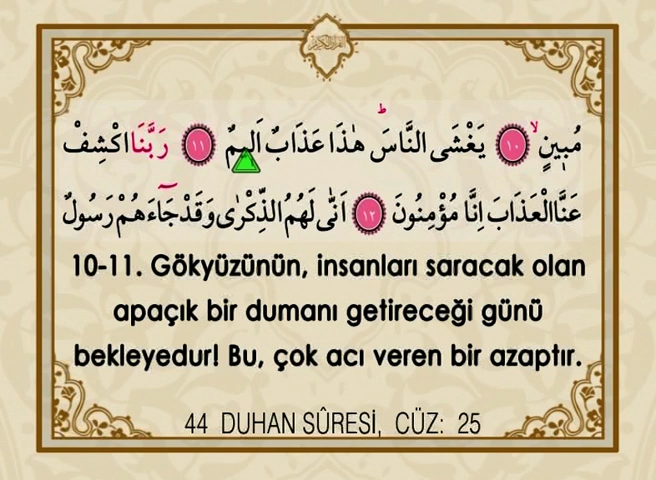 مُب۪ينٍۙ ﴿١٠﴾ يَغْشَى النَّاسَۜ هٰذَا عَذَابٌ اَل۪يمٌ ﴿١١﴾ رَبَّنَا اكْشِفْ
عَنَّا الْعَذَابَ اِنَّا مُؤْمِنُونَ ﴿١٢﴾ اَنّٰى لَهُمُ الذِّكْرٰى وَقَدْ جَٓاءَهُمْ رَسُولٌ
10-11. Gökyüzünün, insanları saracak olan
apaçık bir dumanı getireceği günü
bekleyedur! Bu, çok acı veren bir azaptır.
44 DUHAN SÛRESİ, CÜZ: 25